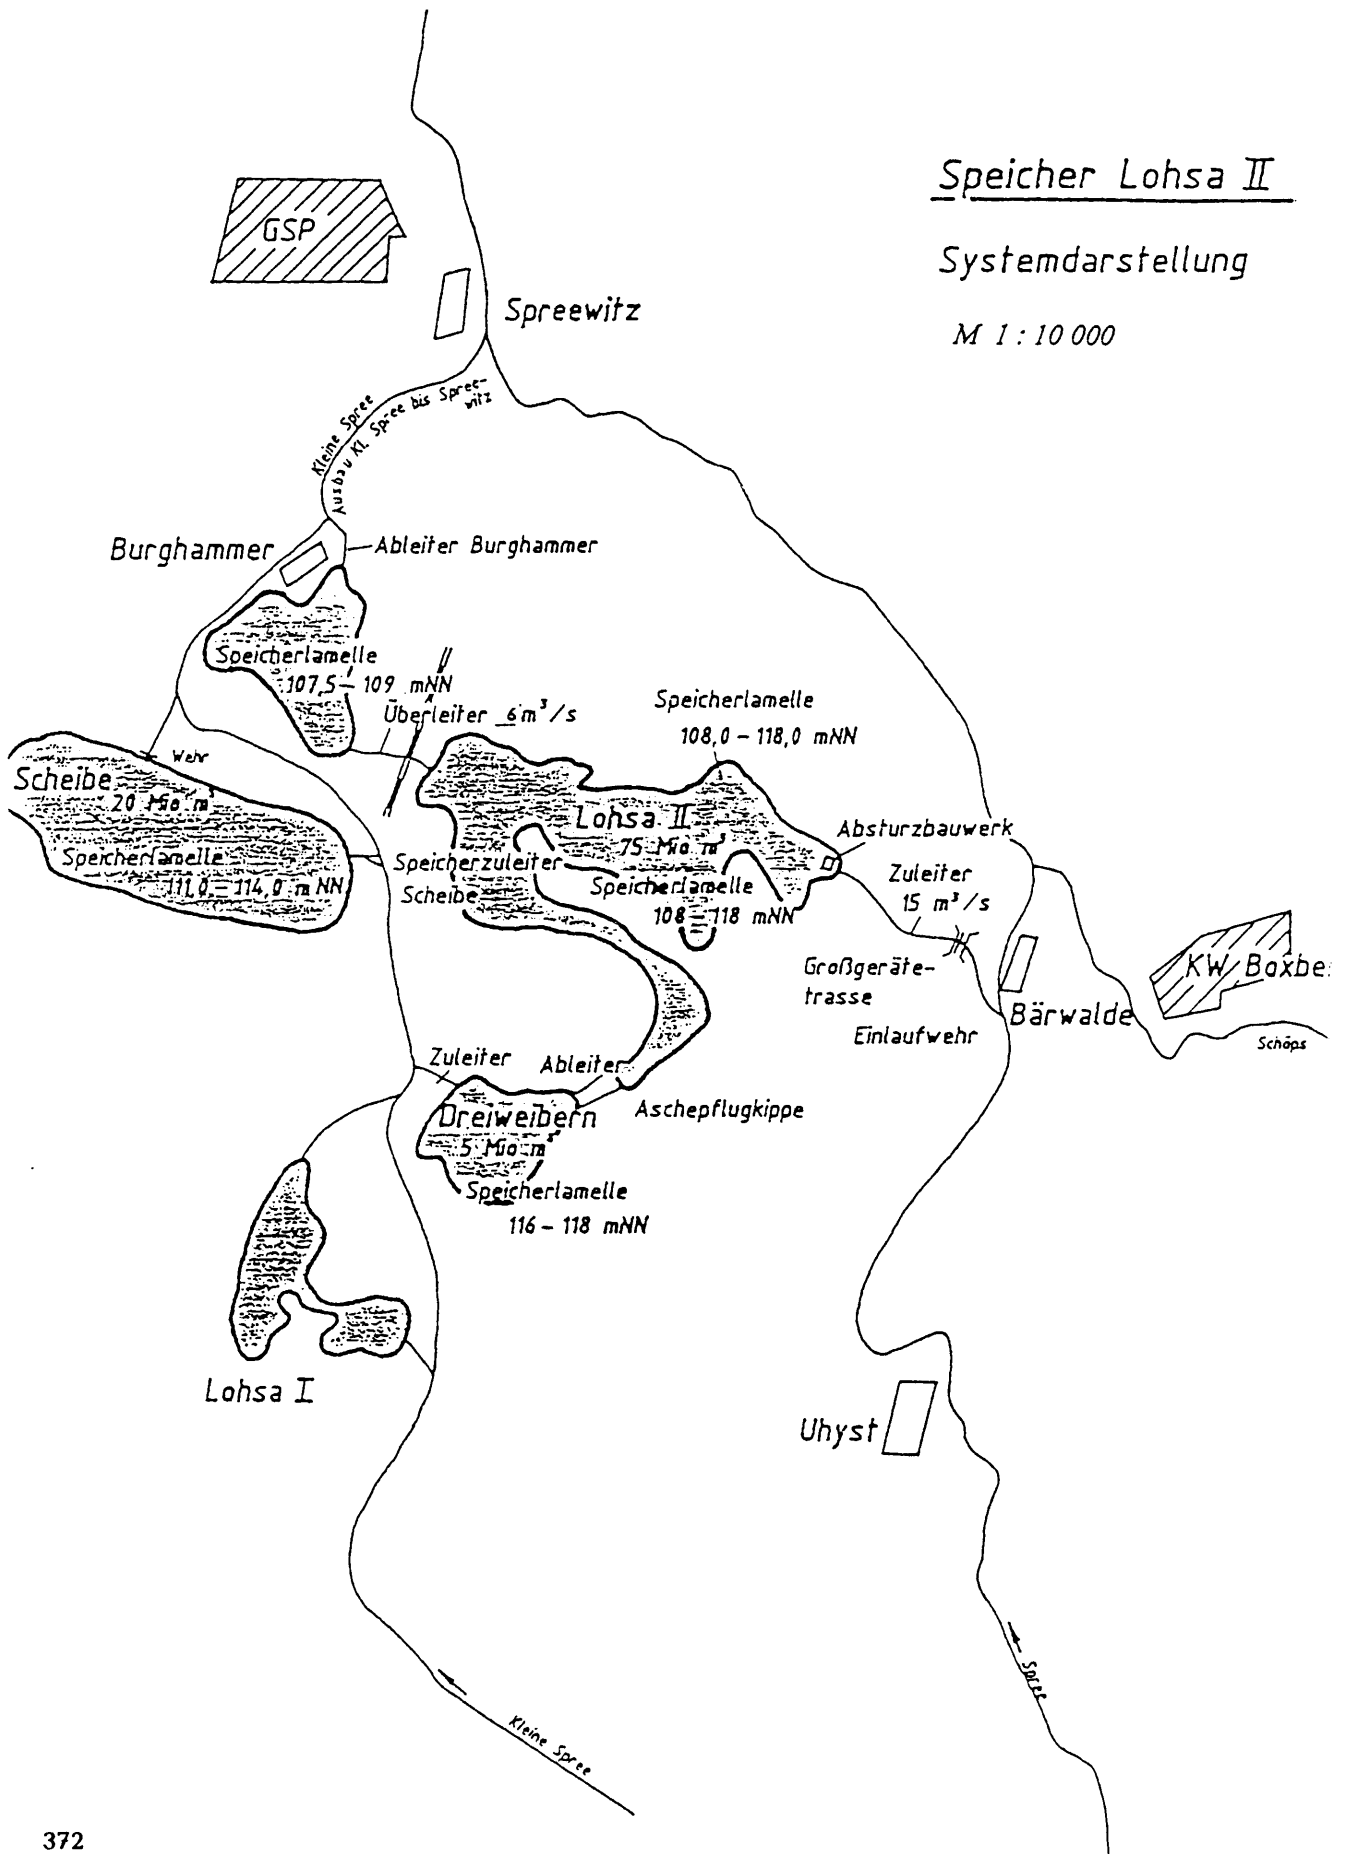 Speicher Lohsa II
Systemdarstellung
M 1 : 10 000
GSP
Spreewitz
Kleine Spree
Ausbau Kl. Spree bis Spree-
witz
Burghammer
Ableiter Burghammer
Speicherlamelle
107,5 – 109 mNN
Überleiter 6 m³/s
Speicherlamelle
108,0 – 118,0 mNN
Wehr
Scheibe
20 Mio m³
Speicherlamelle
111,0 – 114,0 mNN
Lohsa II
75 Mio m³
Speicherlamelle
108 – 118 mNN
Speicherzuleiter
Scheibe
Absturzbauwerk
Zuleiter
15 m³/s
Großgeräte-
trasse
Einlaufwehr
Bärwalde
KW Boxbe
Schöps
Zuleiter
Ableiter
Aschepflugkippe
Dreiweibern
5 Mio m³
Speicherlamelle
116 – 118 mNN
Lohsa I
Uhyst
Spree
Kleine Spree
372